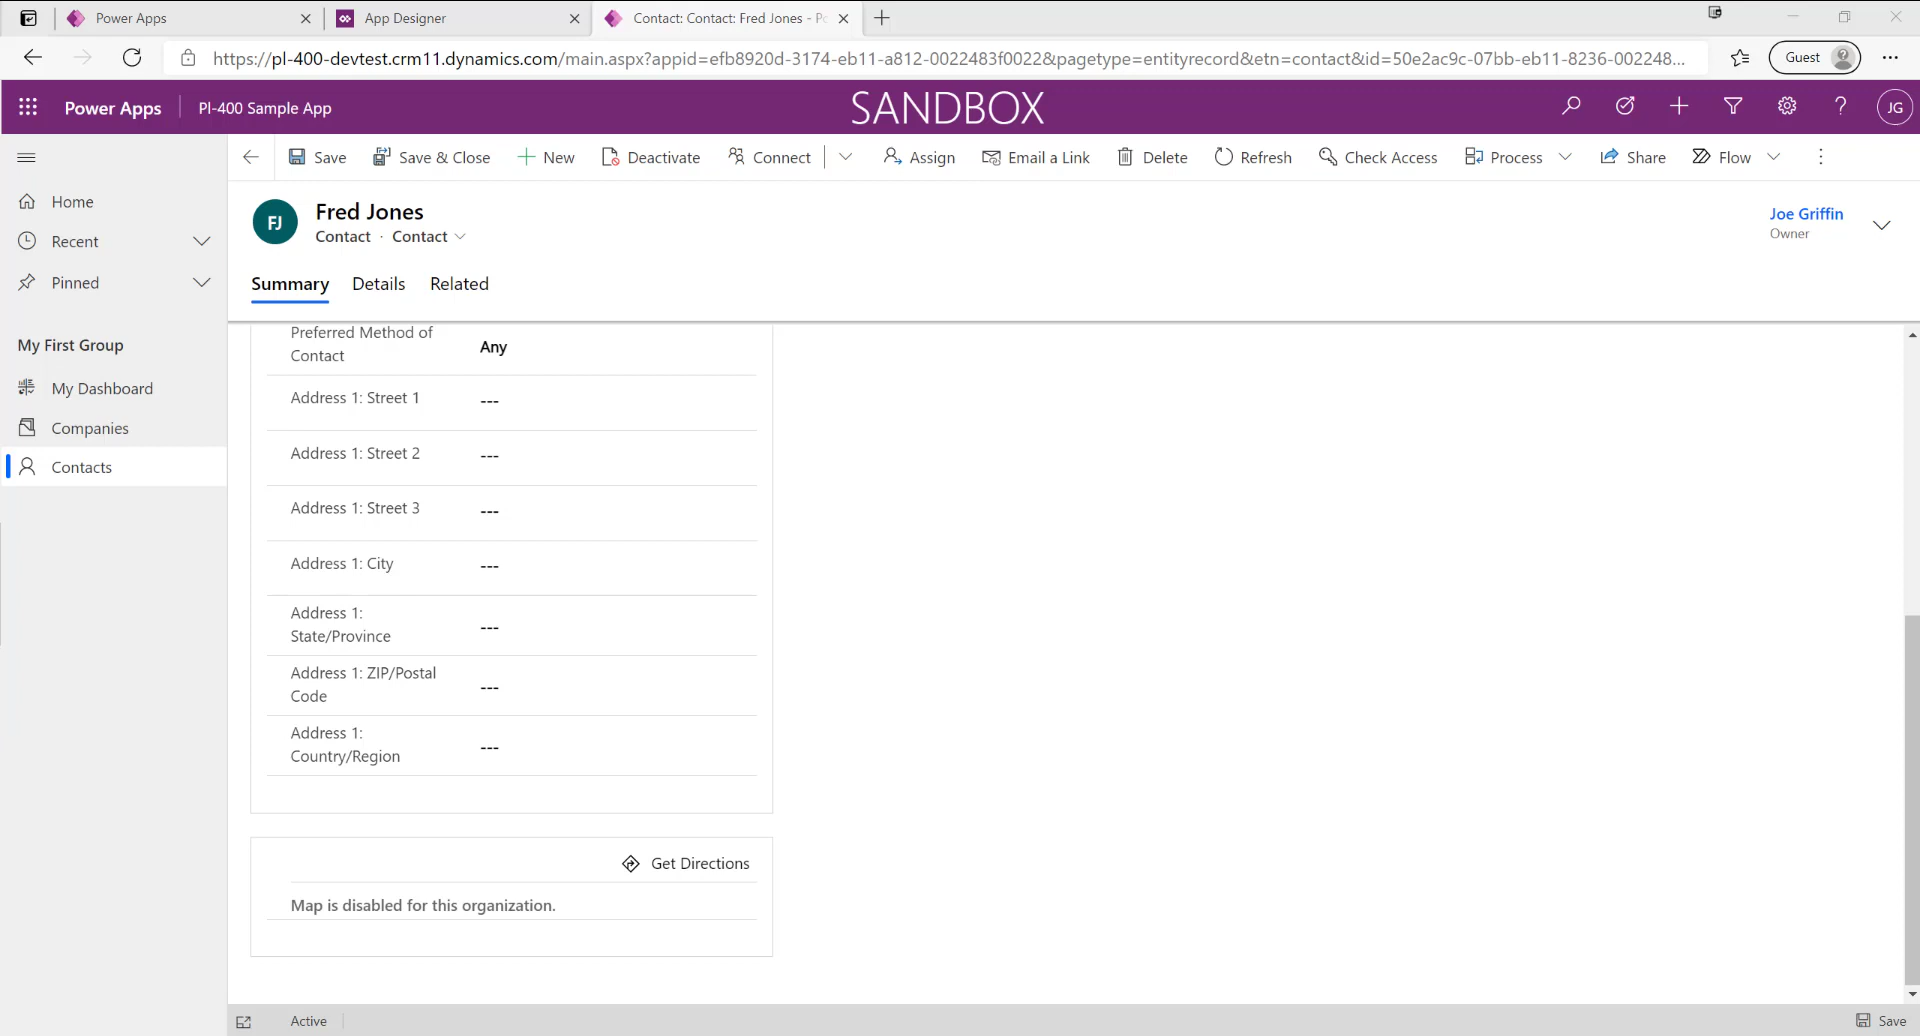 Power Apps
App Designer
Contact: Contact: Fred Jones - Po
https://pl-400-devtest.crm11.dynamics.com/main.aspx?appid=efb8920d-3174-eb11-a812-0022483f0022&pagetype=entityrecord&etn=contact&id=50e2ac9c-07bb-eb11-8236-002248...
Guest
Power Apps
Pl-400 Sample App
SANDBOX
JG
Save
Save & Close
New
Deactivate
Connect
Assign
Email a Link
Delete
Refresh
Check Access
Process
Share
Flow
Home
Recent
Pinned
My First Group
My Dashboard
Companies
Contacts
FJ
Fred Jones
Contact · Contact
Joe Griffin
Owner
Summary
Details
Related
Preferred Method of
Contact
Any
Address 1: Street 1
---
Address 1: Street 2
---
Address 1: Street 3
---
Address 1: City
---
Address 1:
State/Province
---
Address 1: ZIP/Postal
Code
---
Address 1:
Country/Region
---
Get Directions
Map is disabled for this organization.
Active
Save